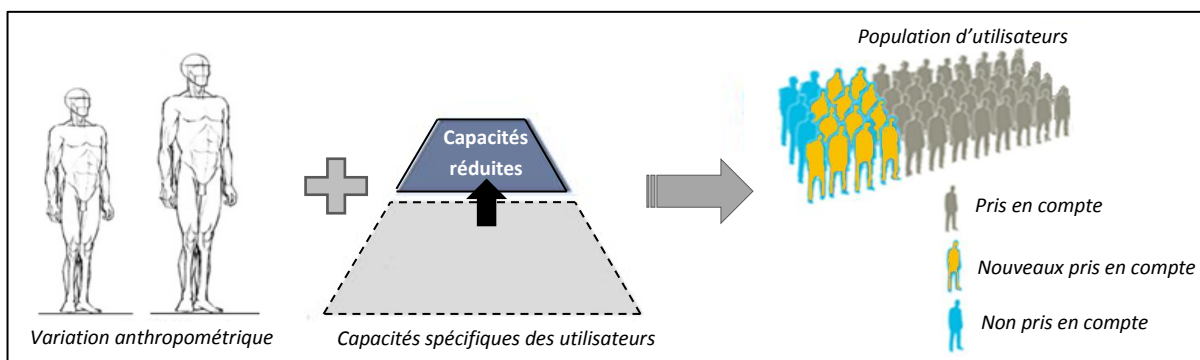 Population d’utilisateurs
Capacités
réduites
Pris en compte
Nouveaux pris en compte
Non pris en compte
Variation anthropométrique
Capacités spécifiques des utilisateurs